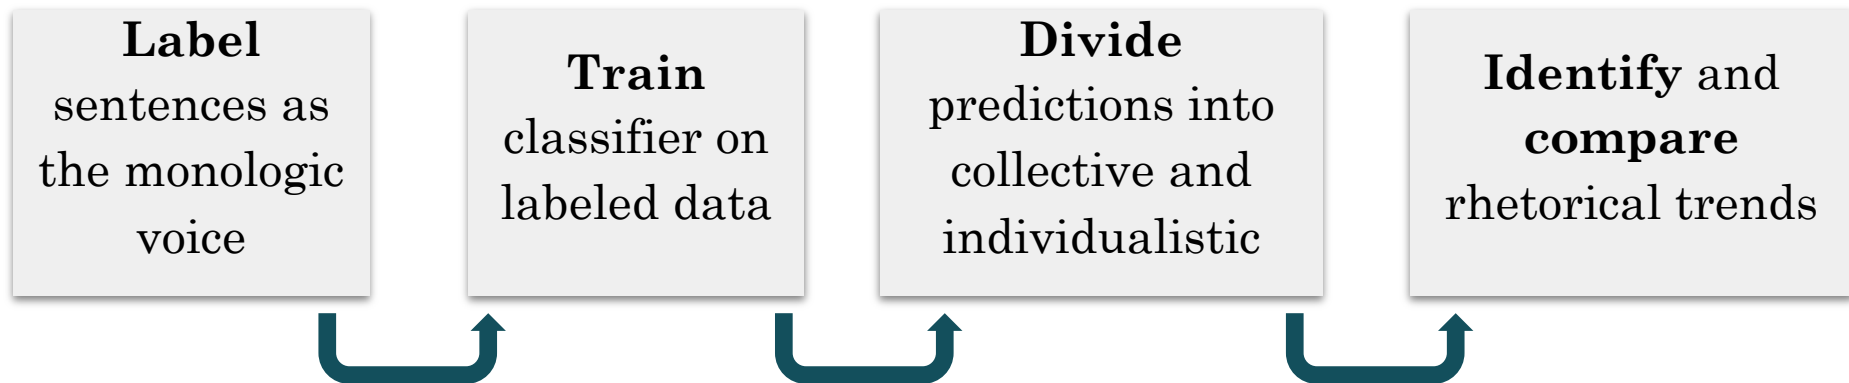 Label
sentences as
the monologic
voice
Train
classifier on
labeled data
Divide
predictions into
collective and
individualistic
Identify and
compare
rhetorical trends